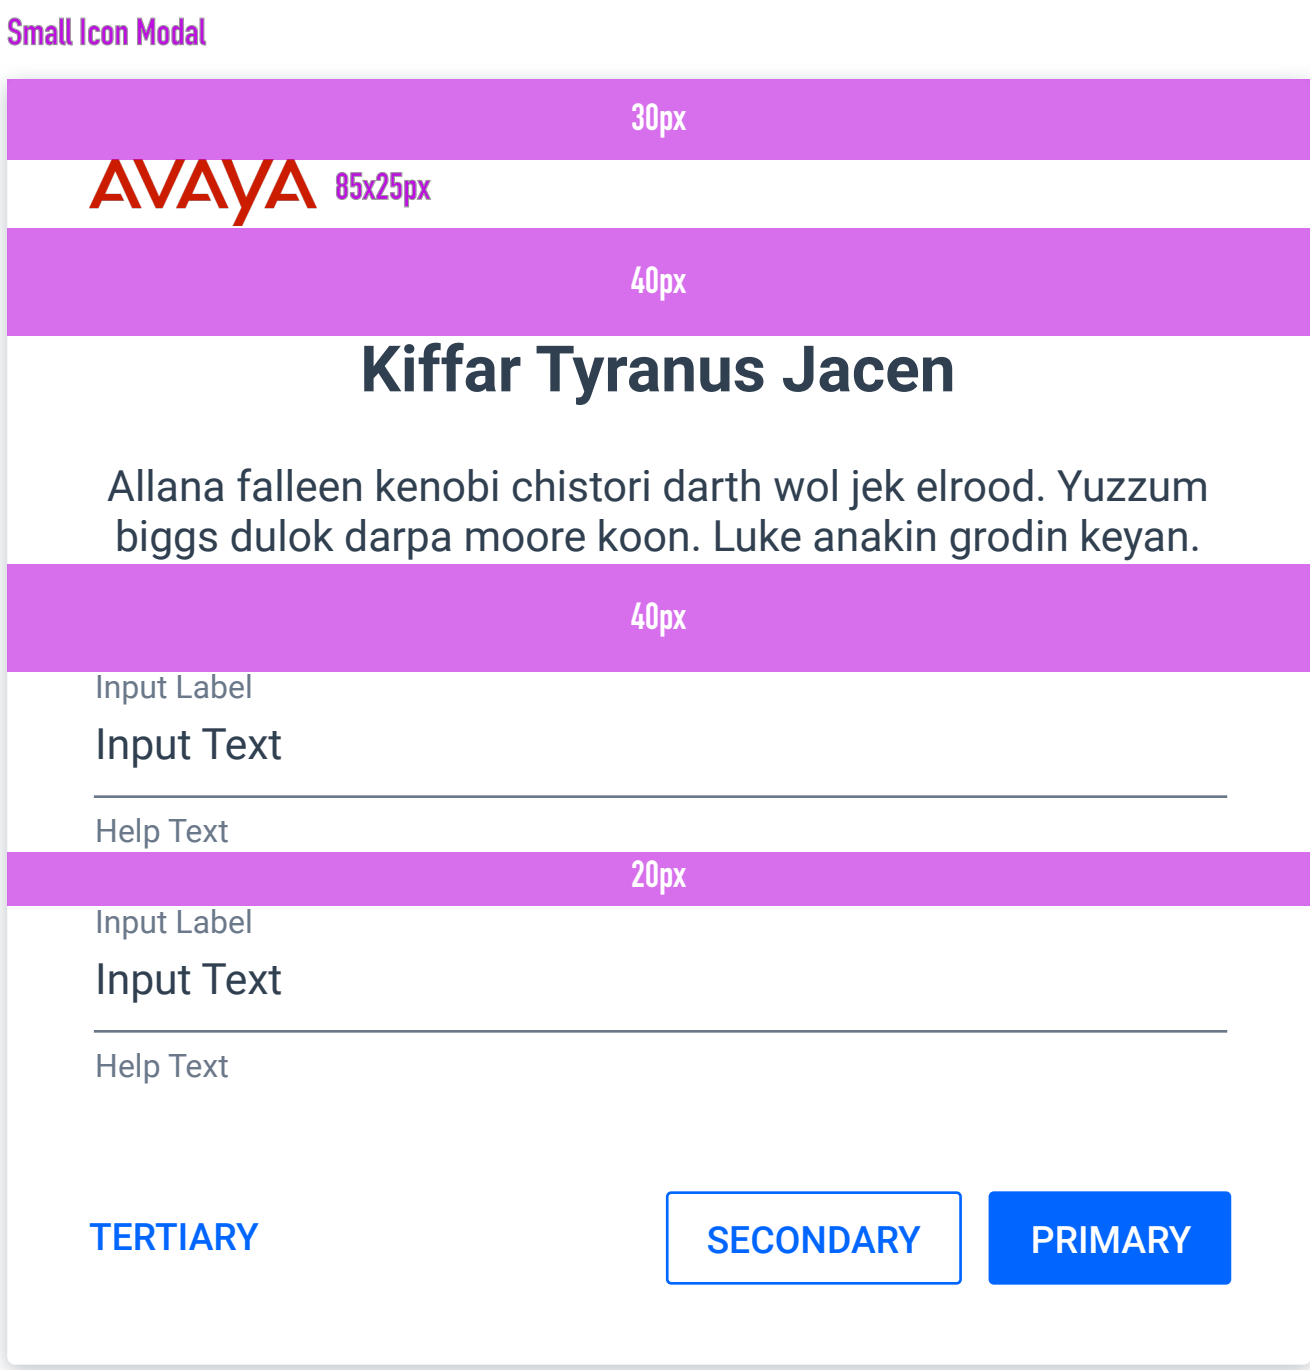 Small Icon Modal
30px
AVAYA 85x25px
40px
Kiffar Tyranus Jacen
Allana falleen kenobi chistori darth wol jek elrood. Yuzzum
biggs dulok darpa moore koon. Luke anakin grodin keyan.
40px
Input Label
Input Text
Help Text
20px
Input Label
Input Text
Help Text
TERTIARY SECONDARY PRIMARY